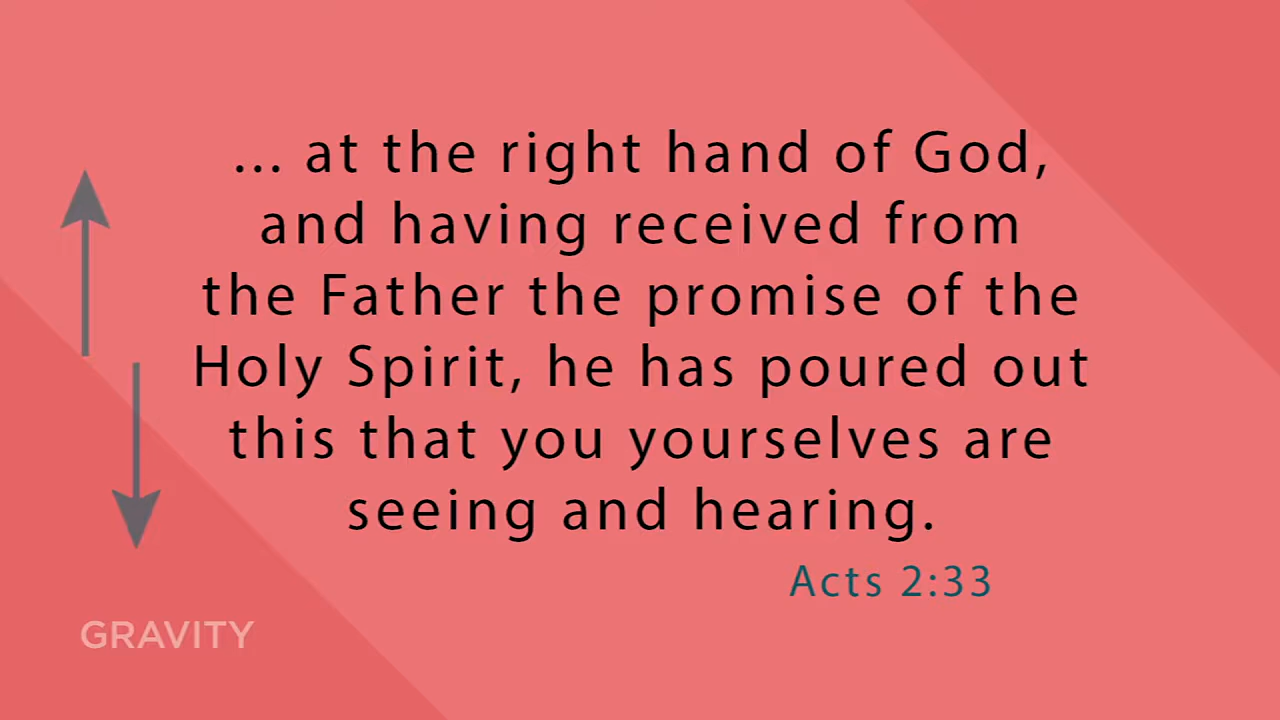 ... at the right hand of God,
and having received from
the Father the promise of the
Holy Spirit, he has poured out
this that you yourselves are
seeing and hearing.
Acts 2:33
GRAVITY